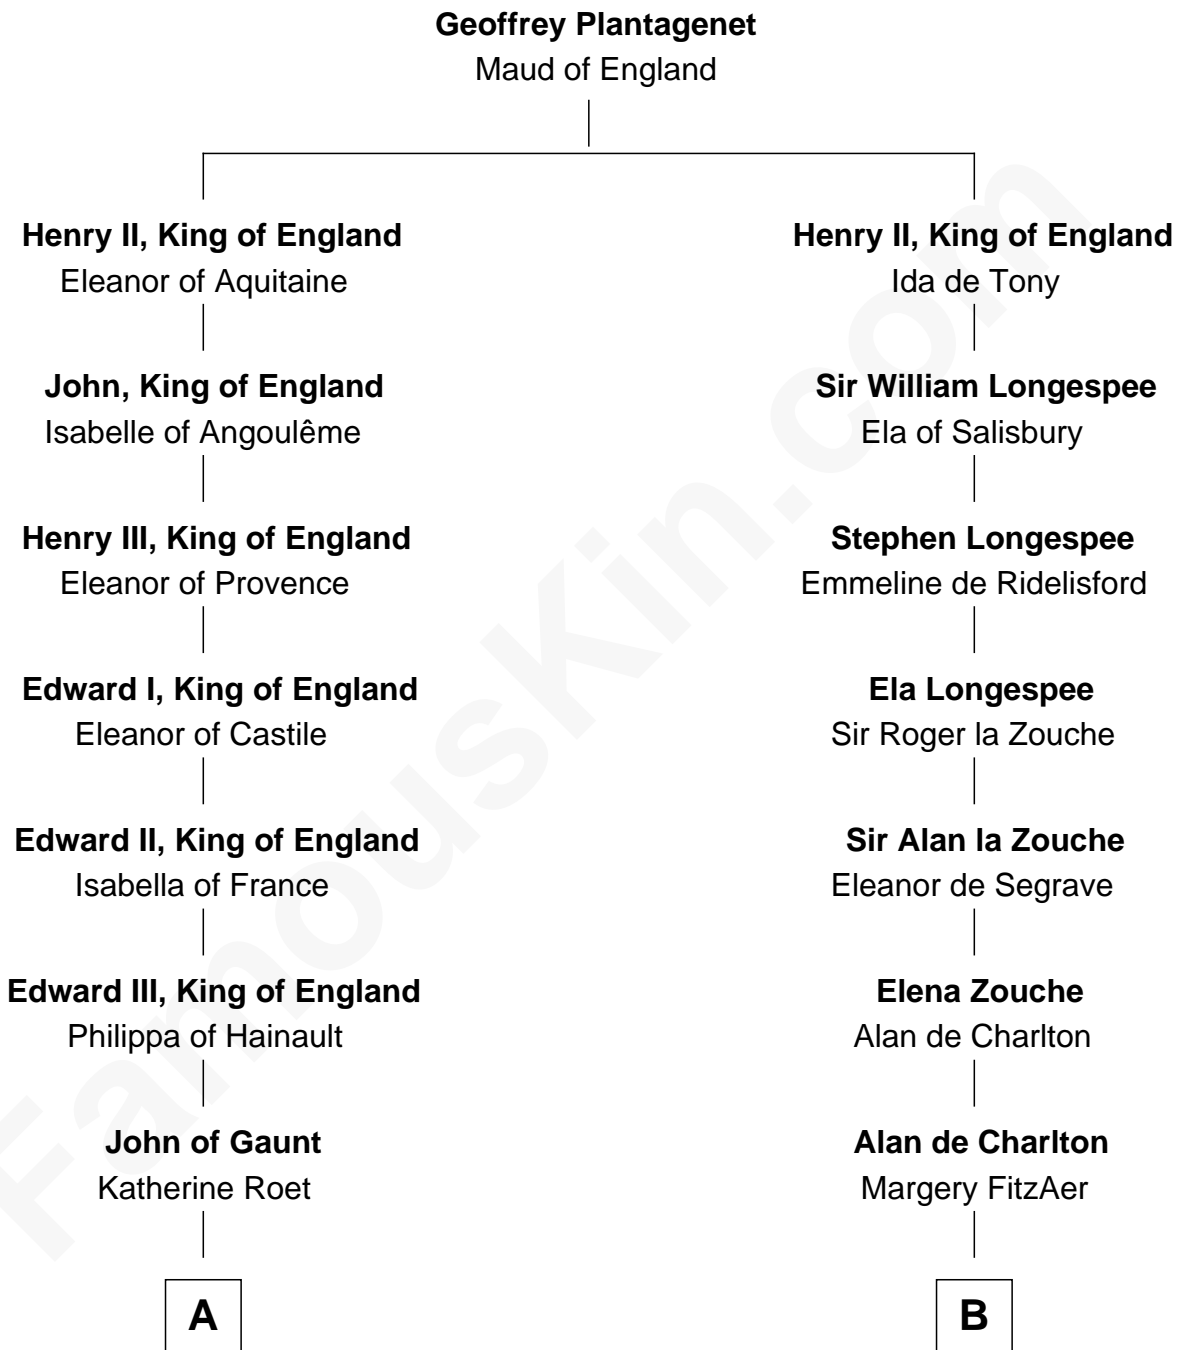 Geoffrey Plantagenet
Maud of England
Henry II, King of England
Eleanor of Aquitaine
John, King of England
Isabelle of Angoulême
Henry III, King of England
Eleanor of Provence
Edward I, King of England
Eleanor of Castile
Edward II, King of England
Isabella of France
Edward III, King of England
Philippa of Hainault
John of Gaunt
Katherine Roet
A
Henry II, King of England
Ida de Tony
Sir William Longespee
Ela of Salisbury
Stephen Longespee
Emmeline de Ridelisford
Ela Longespee
Sir Roger la Zouche
Sir Alan la Zouche
Eleanor de Segrave
Elena Zouche
Alan de Charlton
Alan de Charlton
Margery FitzAer
B
FamousKin.com